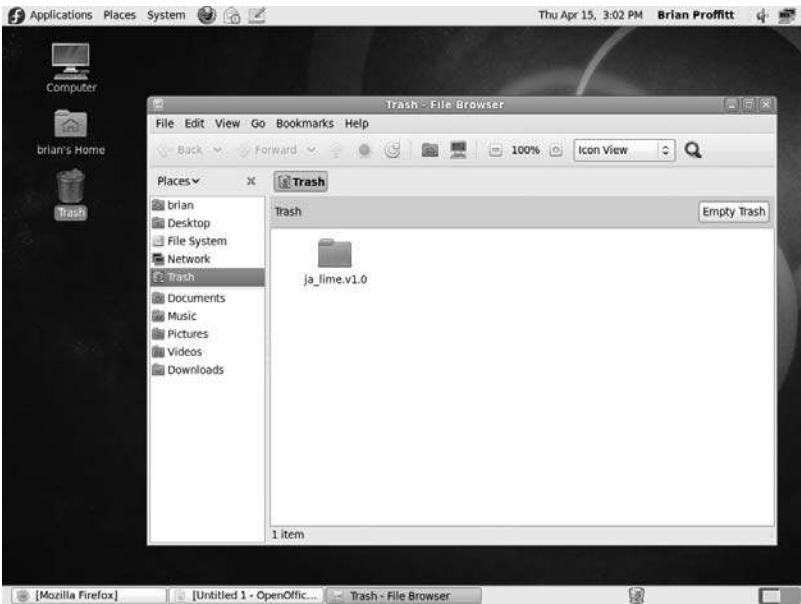 Applications Places System Thu Apr 15, 3:02 PM Brian Proffitt
Computer
brian's Home
Trash
Trash - File Browser
File Edit View Go Bookmarks Help
Back Forward 100% Icon View
Places Trash
brian
Desktop
File System
Network
Trash
Documents
Music
Pictures
Videos
Downloads
Trash Empty Trash
ja_lime.v1.0
1 item
[Mozilla Firefox] [Untitled 1 - OpenOffic... Trash - File Browser